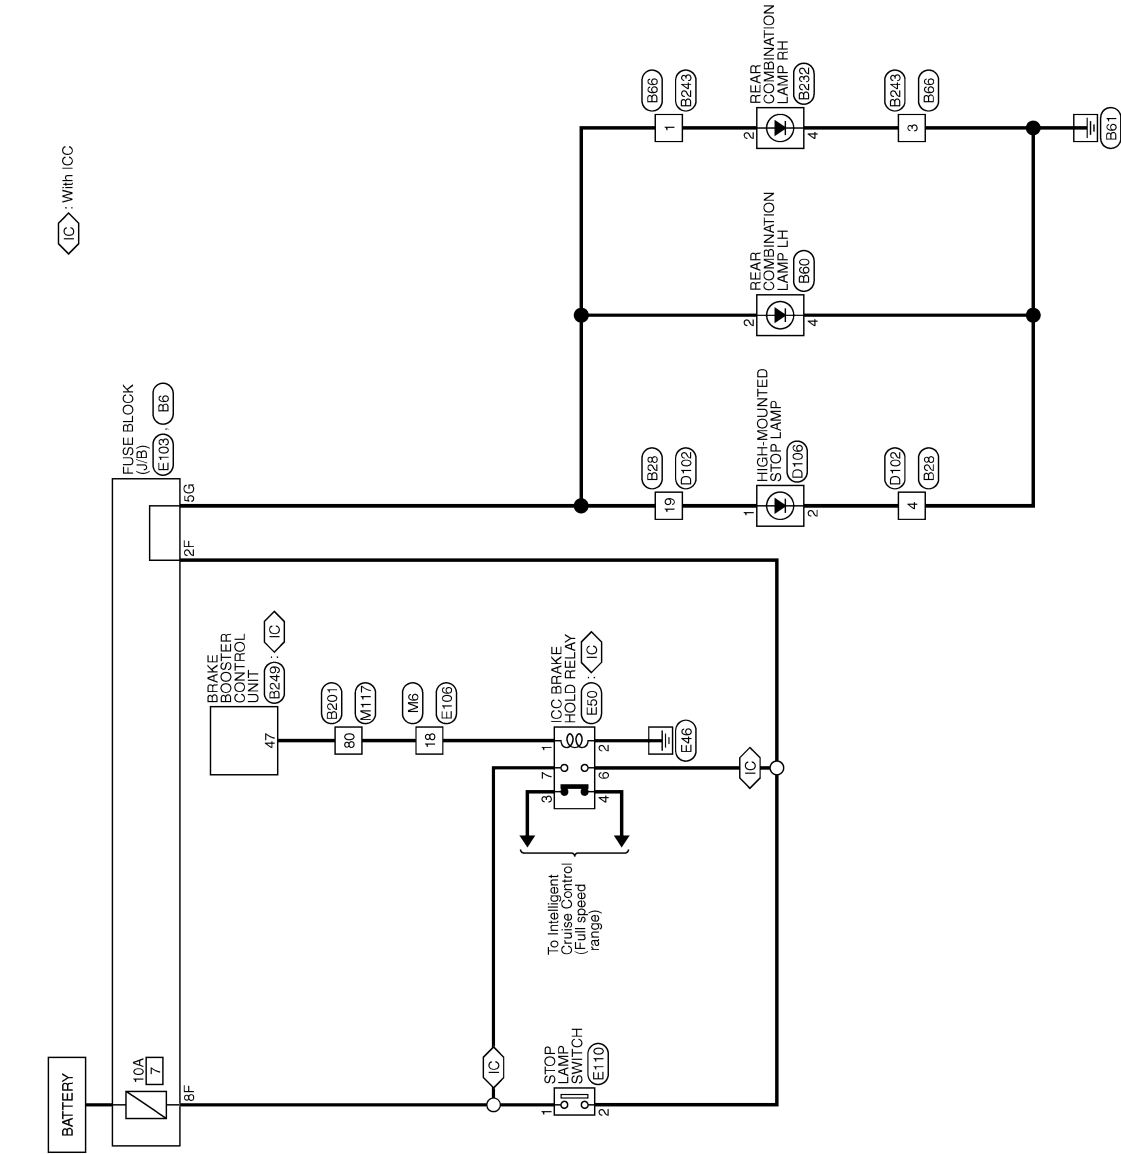 IC : With ICC
BATTERY
10A
7
8F
FUSE BLOCK
(J/B)
E103 , B6
2F
5G
BRAKE
BOOSTER
CONTROL
UNIT
B249 : IC
47
B201
80
M117
M6
18
E106
ICC BRAKE
HOLD RELAY
E50 : IC
1
2
7
6
3
4
E46
IC
To Intelligent
Cruise Control
(Full speed
range)
IC
STOP
LAMP
SWITCH
E110
1
2
B28
19
D102
HIGH-MOUNTED
STOP LAMP
D106
1
2
D102
4
B28
REAR
COMBINATION
LAMP LH
B60
2
4
B66
1
B243
REAR
COMBINATION
LAMP RH
B232
2
4
B243
3
B66
B61